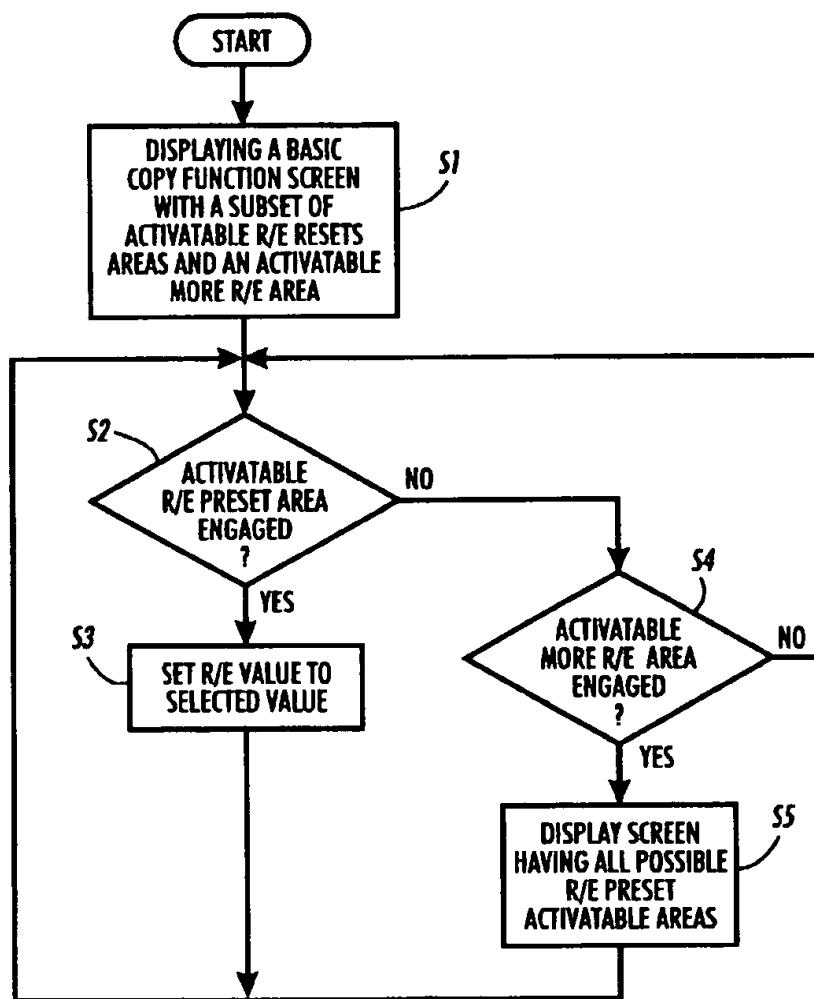 START
DISPLAYING A BASIC
COPY FUNCTION SCREEN
WITH A SUBSET OF
ACTIVATABLE R/E RESETS
AREAS AND AN ACTIVATABLE
MORE R/E AREA
S1
S2
ACTIVATABLE
R/E PRESET AREA
ENGAGED
?
NO
YES
S3
SET R/E VALUE TO
SELECTED VALUE
S4
ACTIVATABLE
MORE R/E AREA
ENGAGED
?
NO
YES
DISPLAY SCREEN
HAVING ALL POSSIBLE
R/E PRESET
ACTIVATABLE AREAS
S5